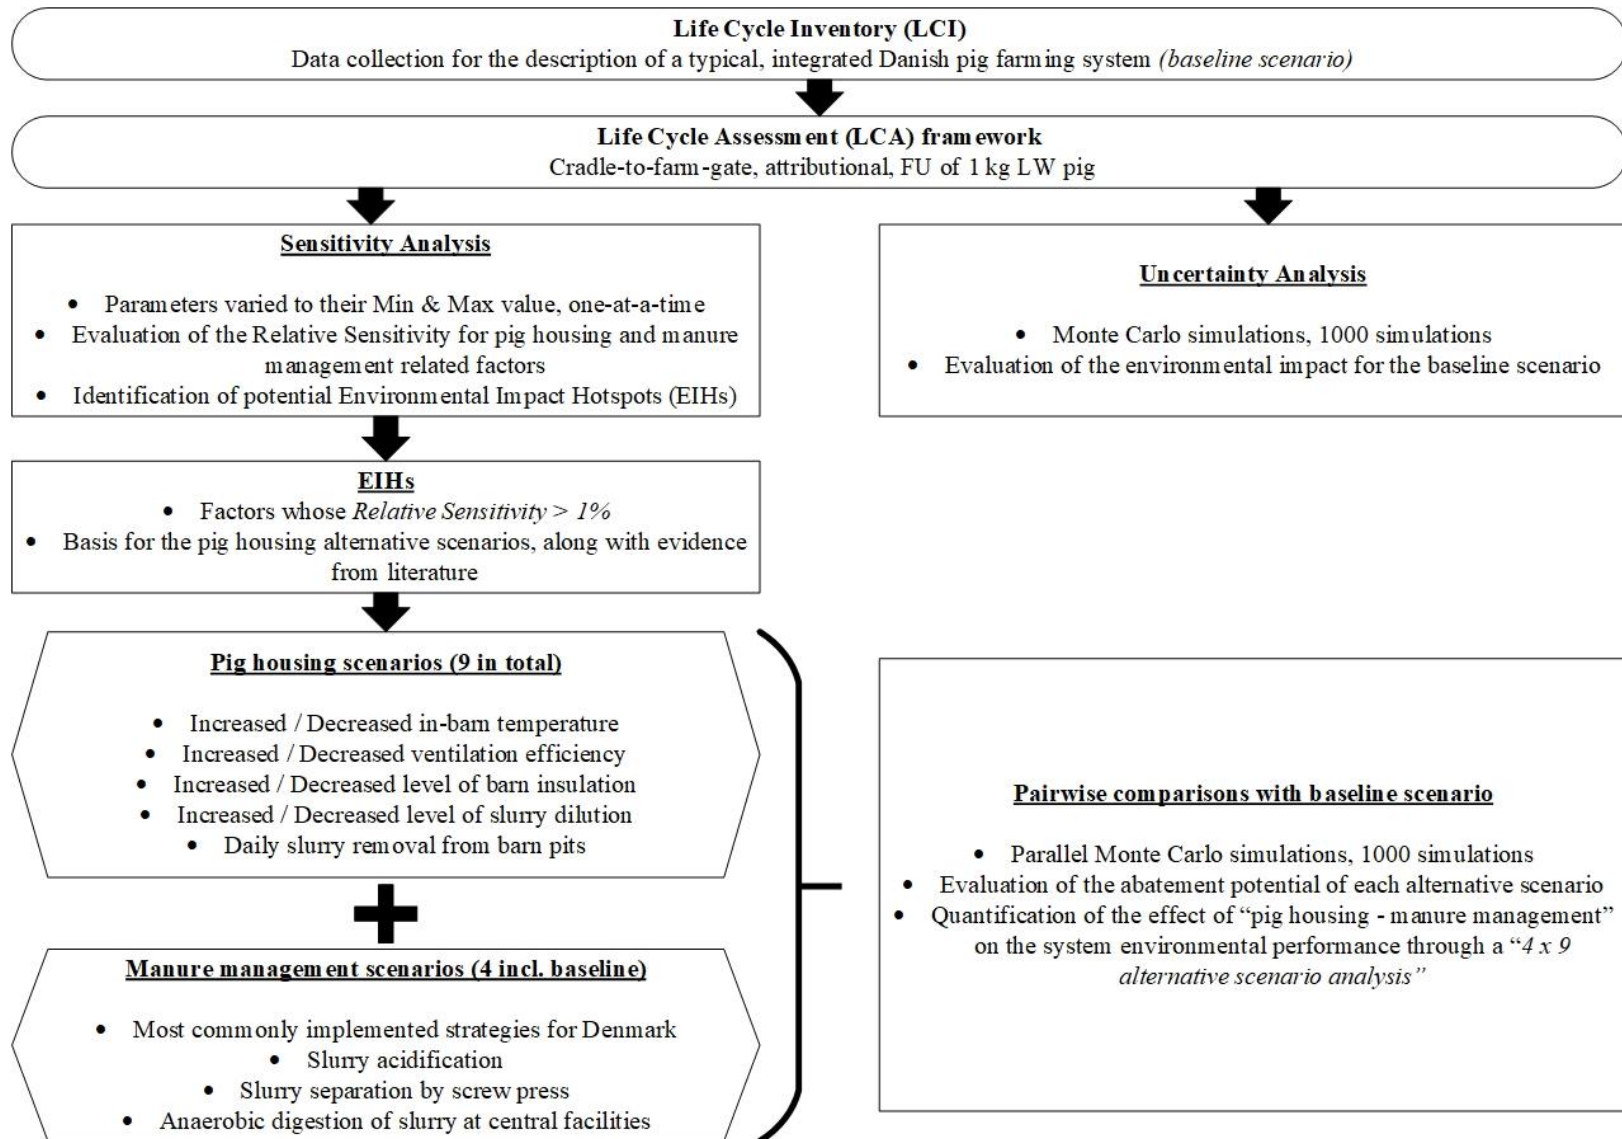 Life Cycle Inventory (LCI)
Data collection for the description of a typical, integrated Danish pig farming system (baseline scenario)
Life Cycle Assessment (LCA) framework
Cradle-to-farm-gate, attributional, FU of 1 kg LW pig
Sensitivity Analysis
• Parameters varied to their Min & Max value, one-at-a-time
• Evaluation of the Relative Sensitivity for pig housing and manure
management related factors
• Identification of potential Environmental Impact Hotspots (EIHs)
Uncertainty Analysis
• Monte Carlo simulations, 1000 simulations
• Evaluation of the environmental impact for the baseline scenario
EIHs
• Factors whose Relative Sensitivity > 1%
• Basis for the pig housing alternative scenarios, along with evidence
from literature
Pig housing scenarios (9 in total)
• Increased / Decreased in-barn temperature
• Increased / Decreased ventilation efficiency
• Increased / Decreased level of barn insulation
• Increased / Decreased level of slurry dilution
• Daily slurry removal from barn pits
Manure management scenarios (4 incl. baseline)
• Most commonly implemented strategies for Denmark
• Slurry acidification
• Slurry separation by screw press
• Anaerobic digestion of slurry at central facilities
Pairwise comparisons with baseline scenario
• Parallel Monte Carlo simulations, 1000 simulations
• Evaluation of the abatement potential of each alternative scenario
• Quantification of the effect of “pig housing - manure management”
on the system environmental performance through a “4 x 9
alternative scenario analysis”